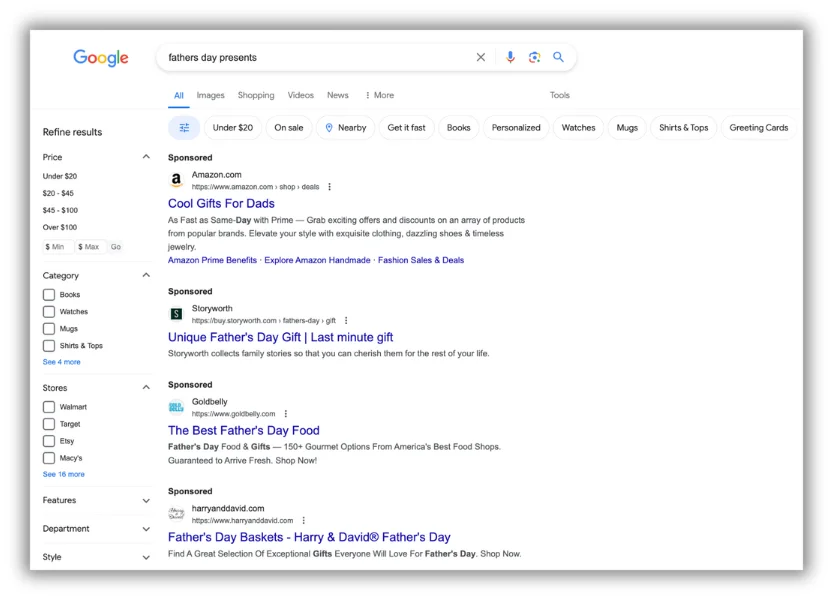 Google
fathers day presents
All Images Shopping Videos News More Tools
Under $20 On sale Nearby Get it fast Books Personalized Watches Mugs Shirts & Tops Greeting Cards
Refine results
Price
Under $20
$20 - $45
$45 - $100
Over $100
$ Min $ Max Go
Category
Books
Watches
Mugs
Shirts & Tops
See 4 more
Stores
Walmart
Target
Etsy
Macy's
See 16 more
Features
Department
Style
Sponsored
a
Amazon.com
https://www.amazon.com › shop › deals
Cool Gifts For Dads
As Fast as Same-Day with Prime — Grab exciting offers and discounts on an array of products
from popular brands. Elevate your style with exquisite clothing, dazzling shoes & timeless
jewelry.
Amazon Prime Benefits · Explore Amazon Handmade · Fashion Sales & Deals
Sponsored
S
Storyworth
https://buy.storyworth.com › fathers-day › gift
Unique Father's Day Gift | Last minute gift
Storyworth collects family stories so that you can cherish them for the rest of your life.
Sponsored
GOLD
BELLY
Goldbelly
https://www.goldbelly.com
The Best Father's Day Food
Father's Day Food & Gifts — 150+ Gourmet Options From America's Best Food Shops.
Guaranteed to Arrive Fresh. Shop Now!
Sponsored
Harry
& David
harryanddavid.com
https://www.harryanddavid.com
Father's Day Baskets - Harry & David® Father's Day
Find A Great Selection Of Exceptional Gifts Everyone Will Love For Father's Day. Shop Now.